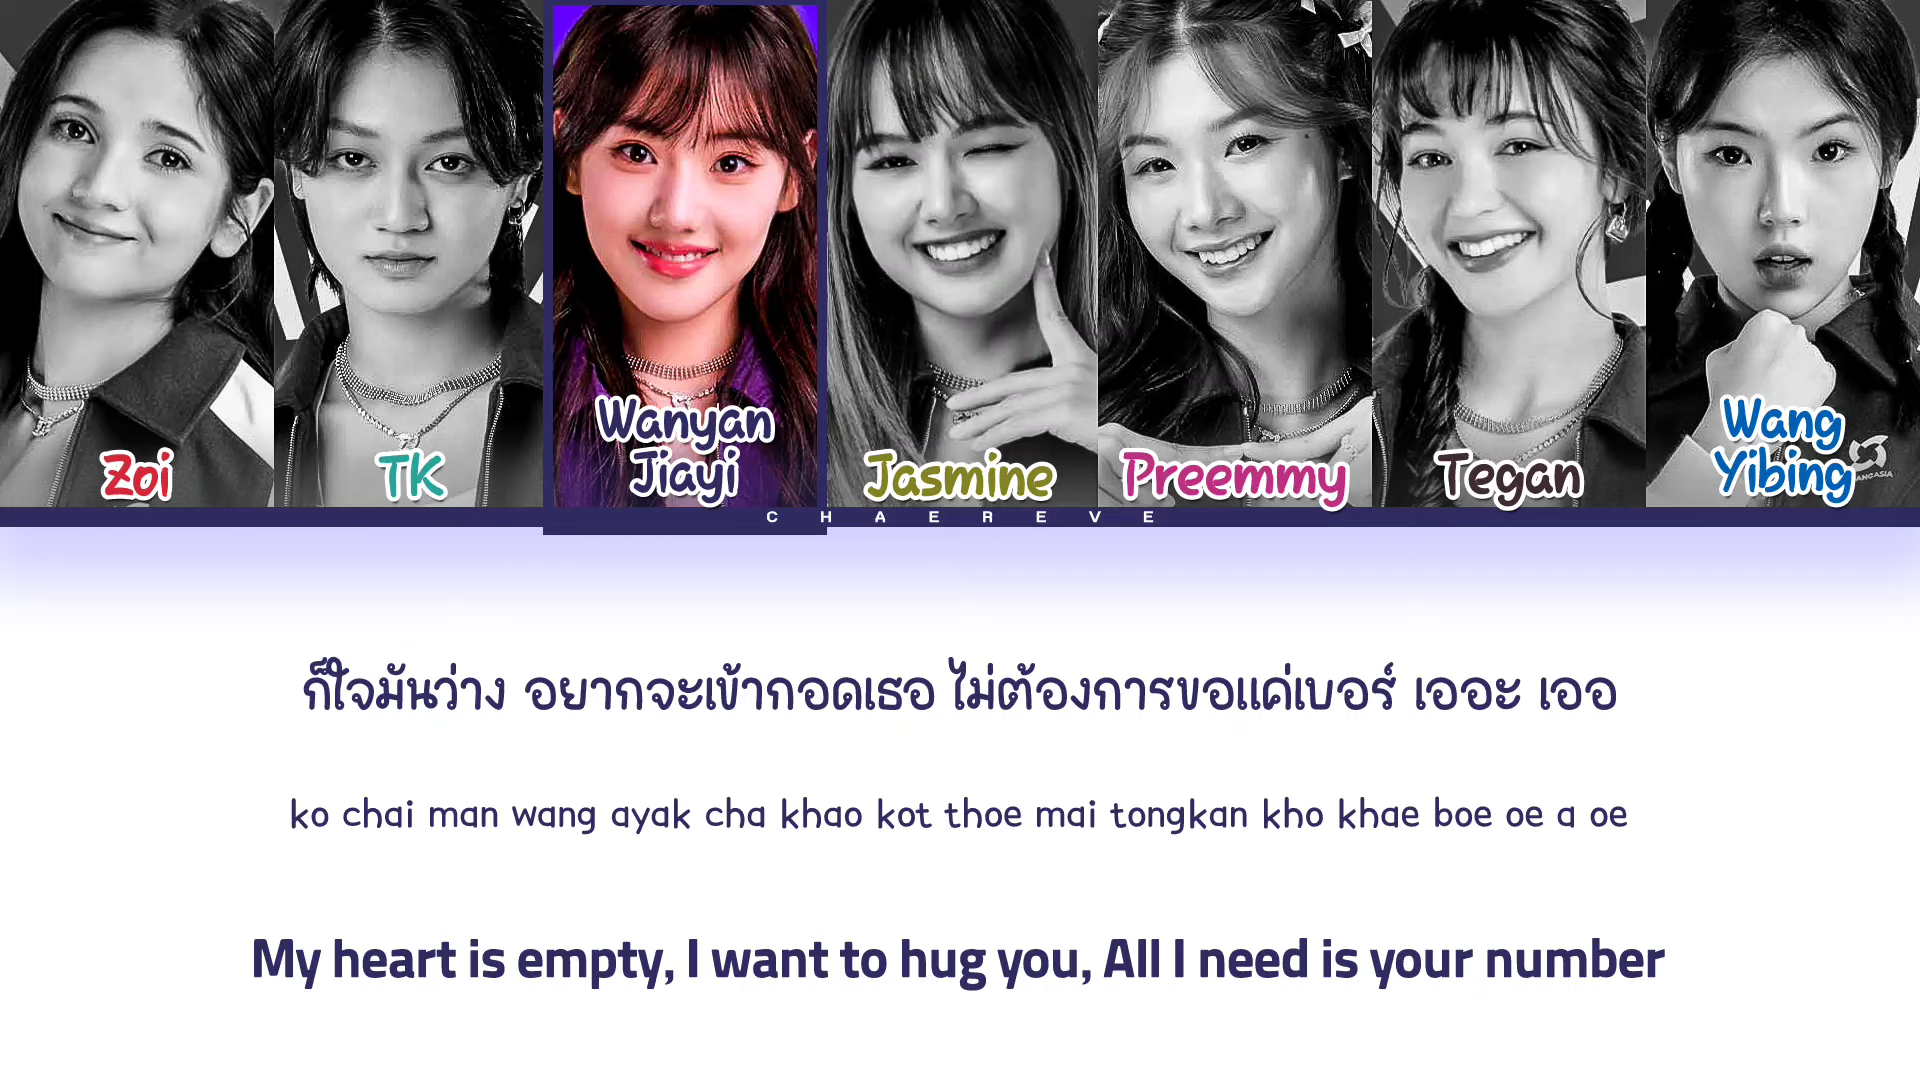 Zoi
TK
Wanyan
Jiayi
Jasmine
Preemmy
Tegan
Wang
Yibing
ANGASIA
CHAEREVE
ก็ใจมันว่าง อยากจะเข้ากอดเธอ ไม่ต้องการขอแค่เบอร์ เออะ เออ
ko chai man wang ayak cha khao kot thoe mai tongkan kho khae boe oe a oe
My heart is empty, I want to hug you, All I need is your number